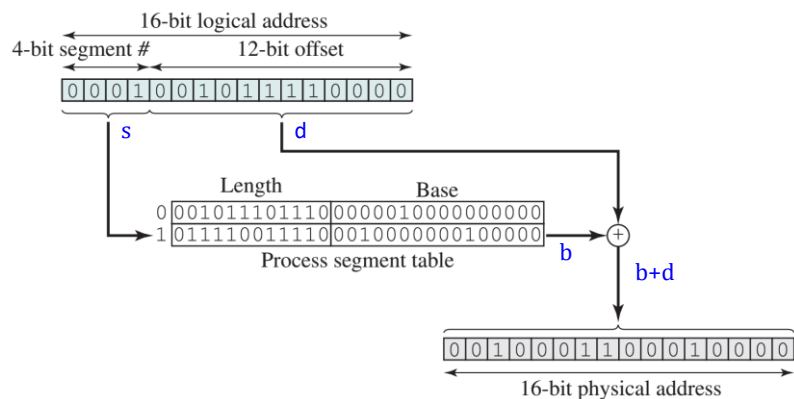 16-bit logical address
4-bit segment # 12-bit offset
0 0 0 1 0 0 1 0 1 1 1 1 0 0 0 0
s d
Length Base
0 001011101110 0000010000000000
1 011110011110 0010000000100000
+
Process segment table
b
b+d
0 0 1 0 0 0 1 1 0 0 0 1 0 0 0 0
16-bit physical address